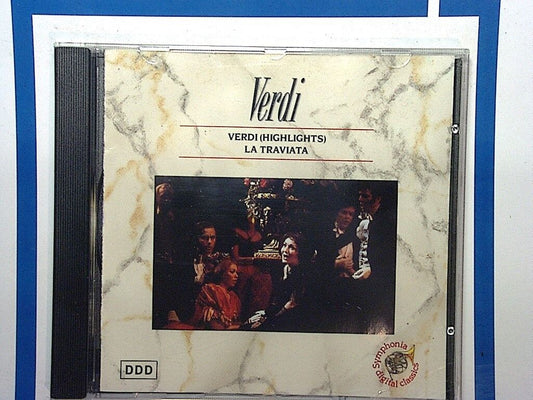 Verdi
VERDI (HIGHLIGHTS)
LA TRAVIATA
DDD
Symphonia
digital classics